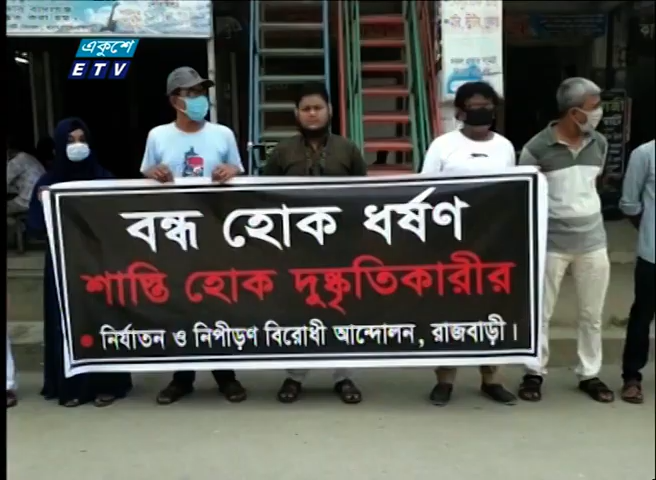 একুশে
ETV
বন্ধ হোক ধর্ষণ
শাস্তি হোক দুষ্কৃতিকারীর
নির্যাতন ও নিপীড়ণ বিরোধী আন্দোলন, রাজবাড়ী।